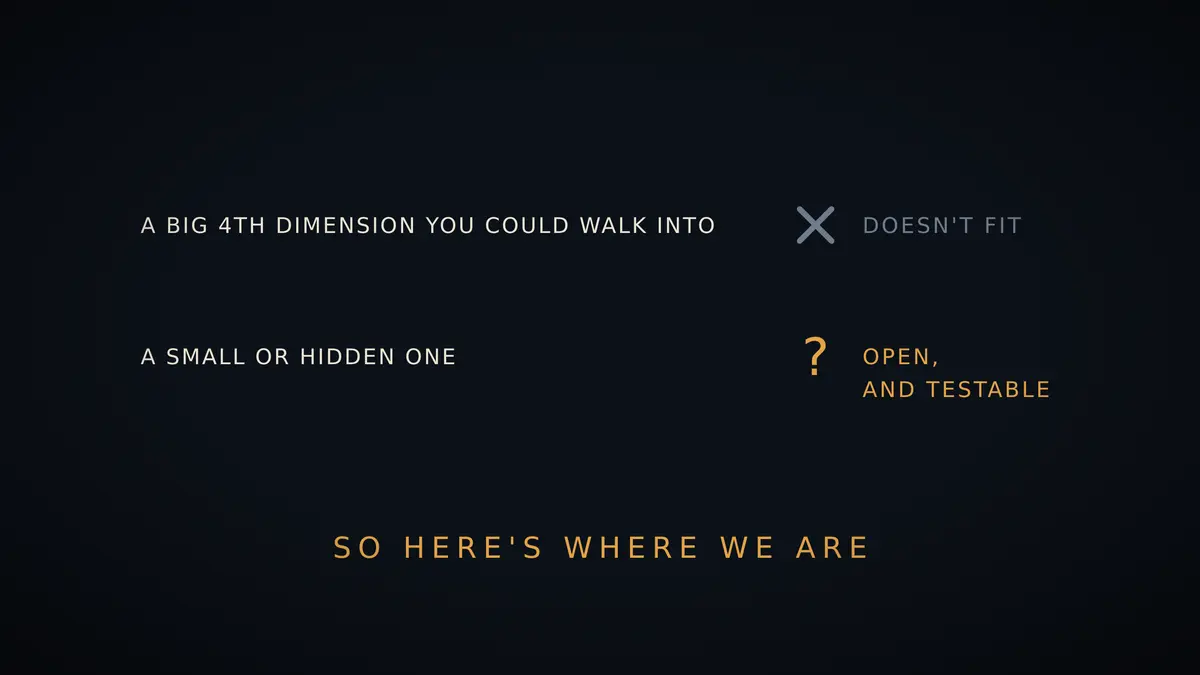 A BIG 4TH DIMENSION YOU COULD WALK INTO
DOESN'T FIT
A SMALL OR HIDDEN ONE
? OPEN,
AND TESTABLE
SO HERE'S WHERE WE ARE